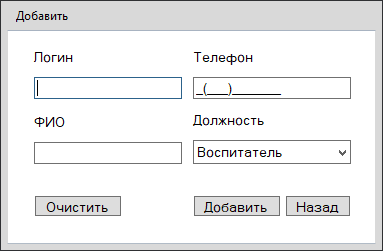 Добавить
Логин
Телефон
_(___)_______
ФИО
Должность
Воспитатель
Очистить
Добавить
Назад